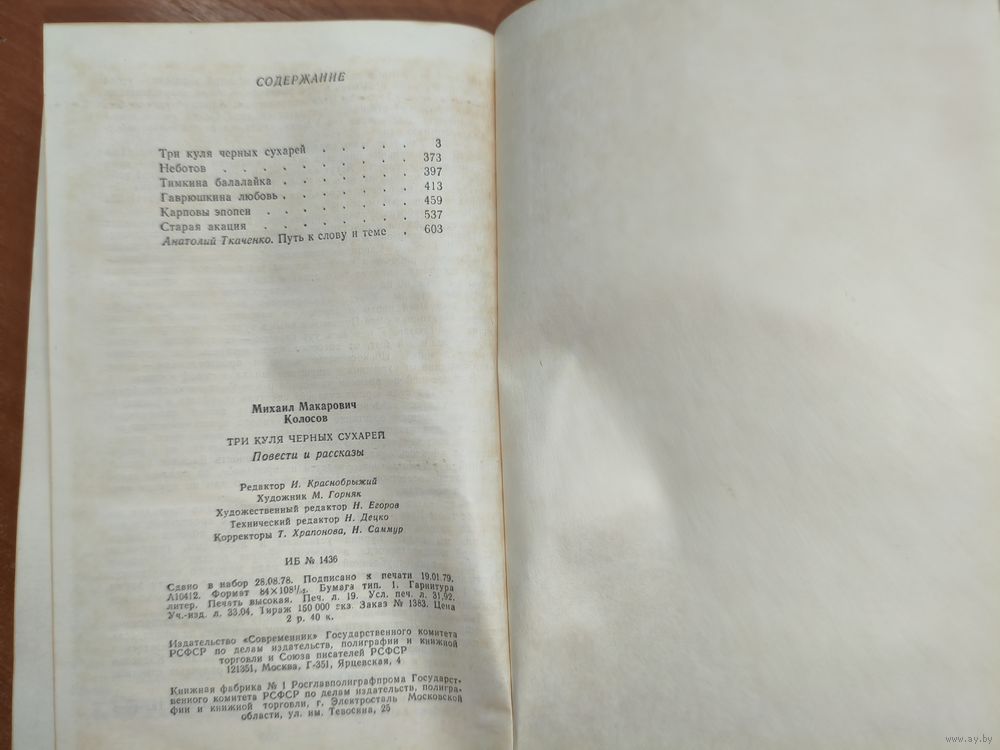 СОДЕРЖАНИЕ
Три куля черных сухарей . . . . . 3
Неботов . . . . . . . . . 373
Тимкина балалайка . . . . . . 397
Гаврюшкина любовь . . . . . . 413
Карповы эпопеи . . . . . . . 459
Старая акация . . . . . . . 537
Анатолий Ткаченко. Путь к слову и теме . 603
Михаил Макарович
Колосов
ТРИ КУЛЯ ЧЕРНЫХ СУХАРЕЙ
Повести и рассказы
Редактор И. Краснобрыжий
Художник М. Горняк
Художественный редактор Н. Егоров
Технический редактор Н. Децко
Корректоры Т. Храпонова, Н. Саммур
ИБ № 1436
Сдано в набор 28.08.78. Подписано к печати 19.01.79.
А10412. Формат 84×108¹/₄. Бумага тип. 1. Гарнитура
литер. Печать высокая. Печ. л. 19. Усл. печ. л. 31,92.
Уч.-изд. л. 33,04. Тираж 150 000 экз. Заказ № 1383. Цена
2 р. 40 к.
Издательство «Современник» Государственного комитета
РСФСР по делам издательств, полиграфии и книжной
торговли и Союза писателей РСФСР
121351, Москва, Г-351, Ярцевская, 4
Книжная фабрика № 1 Росглавполиграфпрома Государст-
венного комитета РСФСР по делам издательств, полигра-
фии и книжной торговли, г. Электросталь Московской
области, ул. им. Тевосяна, 25
www.ay.by